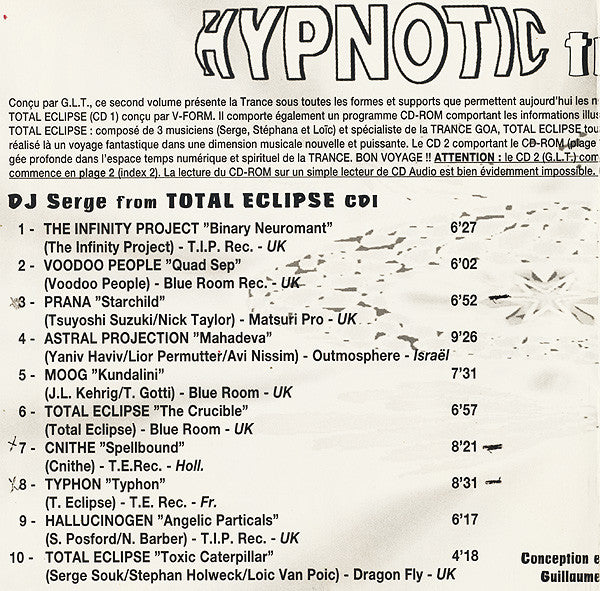 HYPNOTIC
Conçu par G.L.T., ce second volume présente la Trance sous toutes les formes et supports que permettent aujourd'hui les n
TOTAL ECLIPSE (CD 1) conçu par V-FORM. Il comporte également un programme CD-ROM comportant les informations illus
TOTAL ECLIPSE : composé de 3 musiciens (Serge, Stéphana et Loïc) et spécialiste de la TRANCE GOA, TOTAL ECLIPSE tou
réalisé là un voyage fantastique dans une dimension musicale nouvelle et puissante. Le CD 2 comportant le CD-ROM (plage
gée profonde dans l'espace temps numérique et spirituel de la TRANCE. BON VOYAGE !! ATTENTION : le CD 2 (G.L.T.) com
commence en plage 2 (index 2). La lecture du CD-ROM sur un simple lecteur de CD Audio est bien évidemment impossible.
DJ Serge from TOTAL ECLIPSE CD1
1 - THE INFINITY PROJECT "Binary Neuromant" 6'27
(The Infinity Project) - T.I.P. Rec. - UK
2 - VOODOO PEOPLE "Quad Sep" 6'02
(Voodoo People) - Blue Room Rec. - UK
3 - PRANA "Starchild" 6'52
(Tsuyoshi Suzuki/Nick Taylor) - Matsuri Pro - UK
4 - ASTRAL PROJECTION "Mahadeva" 9'26
(Yaniv Haviv/Lior Permutter/Avi Nissim) - Outmosphere - Israël
5 - MOOG "Kundalini" 7'31
(J.L. Kehrig/T. Gotti) - Blue Room - UK
6 - TOTAL ECLIPSE "The Crucible" 6'57
(Total Eclipse) - Blue Room - UK
7 - CNITHE "Spellbound" 8'21
(Cnithe) - T.E.Rec. - Holl.
8 - TYPHON "Typhon" 8'31
(T. Eclipse) - T.E. Rec. - Fr.
9 - HALLUCINOGEN "Angelic Particals" 6'17
(S. Posford/N. Barber) - T.I.P. Rec. - UK
10 - TOTAL ECLIPSE "Toxic Caterpillar" 4'18
(Serge Souk/Stephan Holweck/Loic Van Poic) - Dragon Fly - UK
Conception e
Guillaume